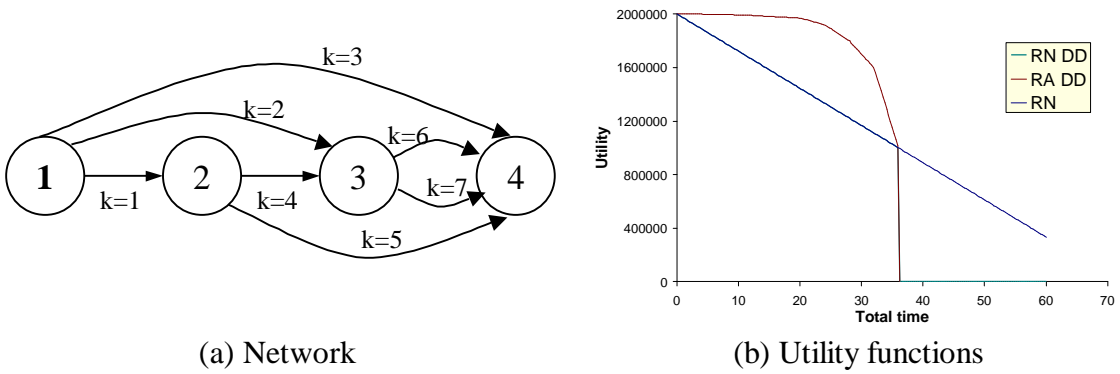 k=3
k=2
k=6
1
2
3
4
k=1
k=4
k=7
k=5
(a) Network
2000000
1600000
1200000
800000
400000
0
Utility
RN DD
RA DD
RN
0 10 20 30 40 50 60 70
Total time
(b) Utility functions